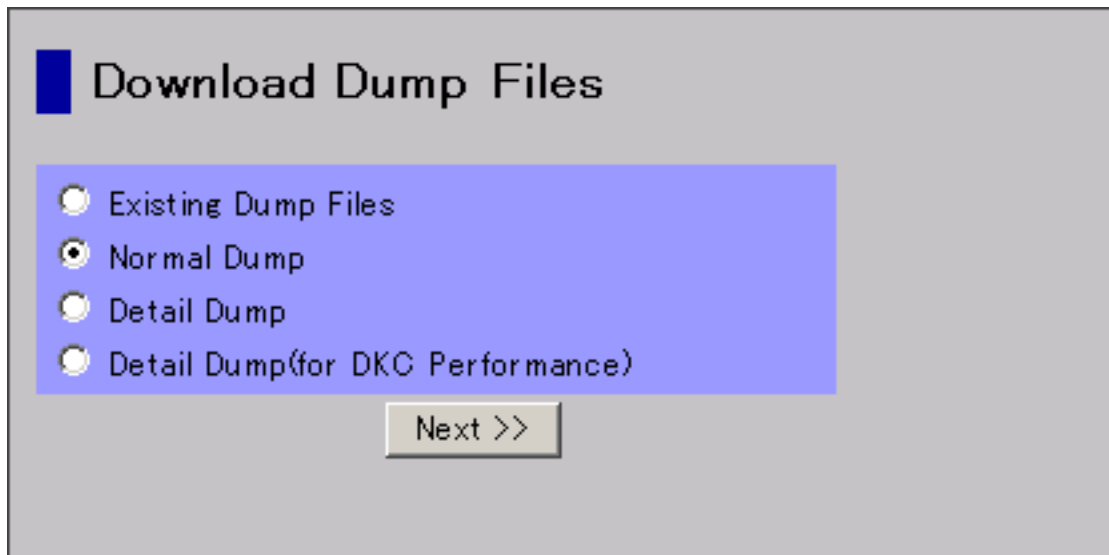 Download Dump Files
Existing Dump Files
Normal Dump
Detail Dump
Detail Dump(for DKC Performance)
Next >>